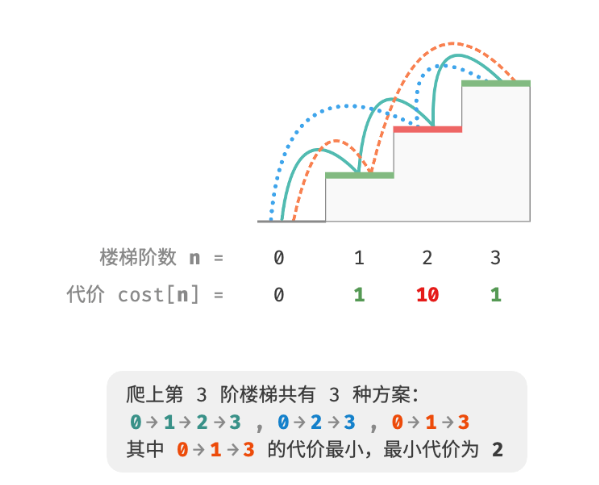 楼梯阶数 n = 0 1 2 3
代价 cost[n] = 0 1 10 1
爬上第 3 阶楼梯共有 3 种方案：
0→1→2→3 , 0→2→3 , 0→1→3
其中 0→1→3 的代价最小，最小代价为 2